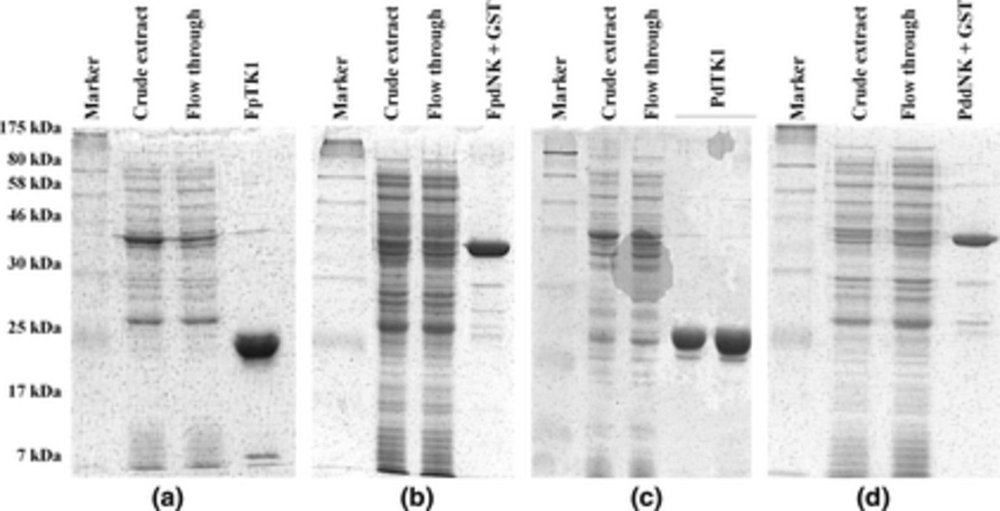 Marker
Crude extract
Flow through
FpTK1
Marker
Crude extract
Flow through
FpdNK + GST
Marker
Crude extract
Flow through
PdTK1
Marker
Crude extract
Flow through
PddNK + GST
175 kDa
80 kDa
58 kDa
46 kDa
30 kDa
25 kDa
17 kDa
7 kDa
(a) (b) (c) (d)